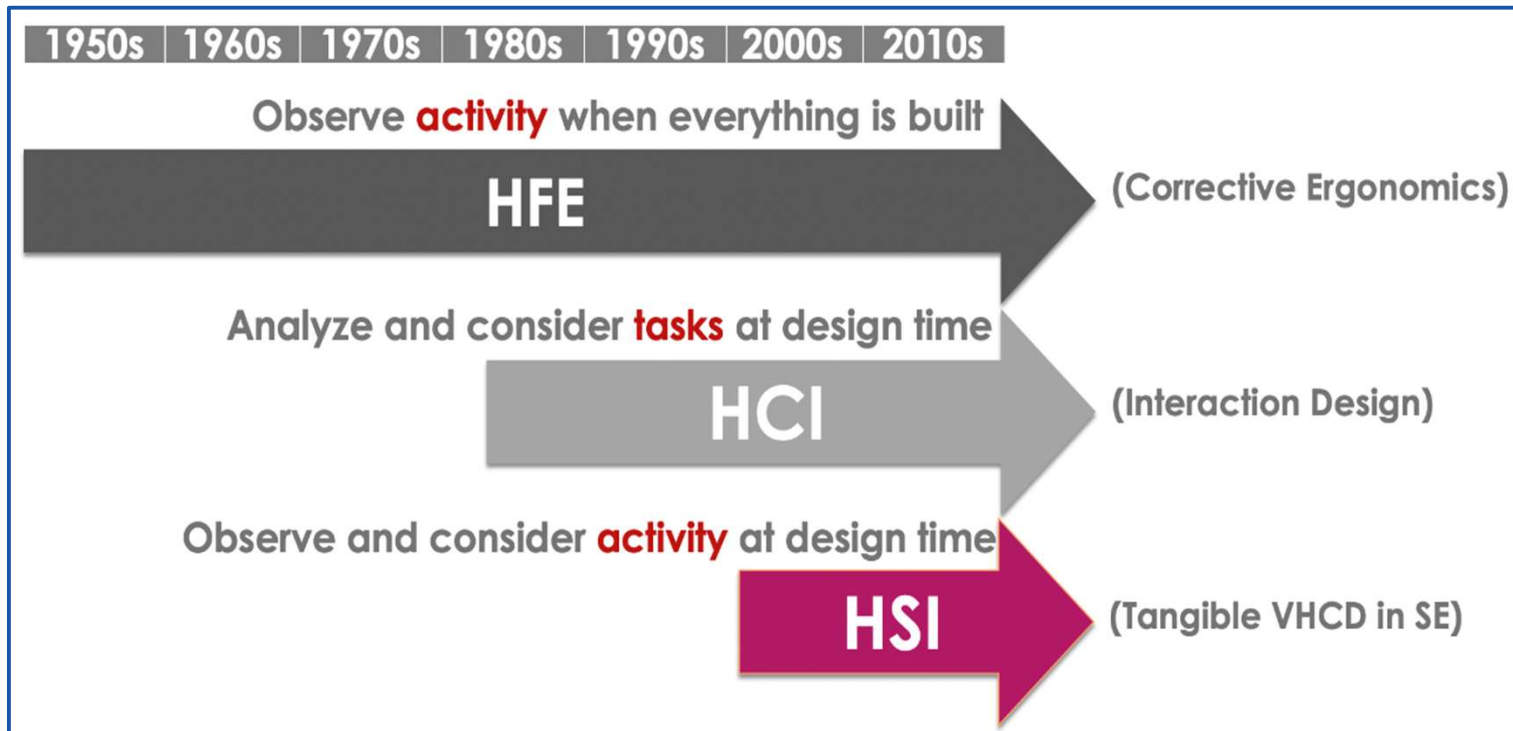 1950s 1960s 1970s 1980s 1990s 2000s 2010s
Observe activity when everything is built
HFE
(Corrective Ergonomics)
Analyze and consider tasks at design time
HCI
(Interaction Design)
Observe and consider activity at design time
HSI
(Tangible VHCD in SE)